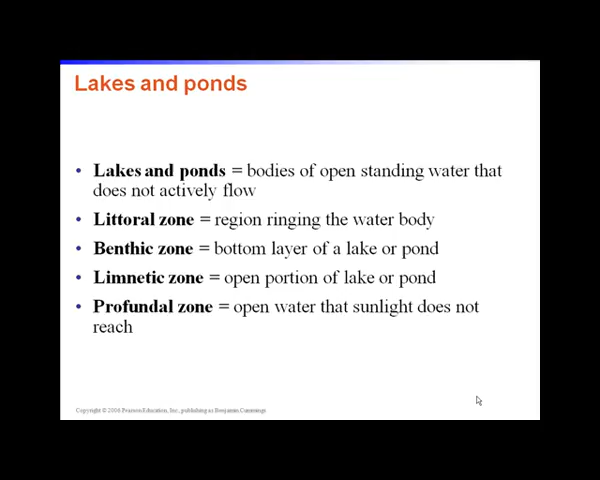 Lakes and ponds
• Lakes and ponds = bodies of open standing water that
does not actively flow
• Littoral zone = region ringing the water body
• Benthic zone = bottom layer of a lake or pond
• Limnetic zone = open portion of lake or pond
• Profundal zone = open water that sunlight does not
reach
Copyright © 2006 Pearson Education, Inc., publishing as Benjamin Cummings